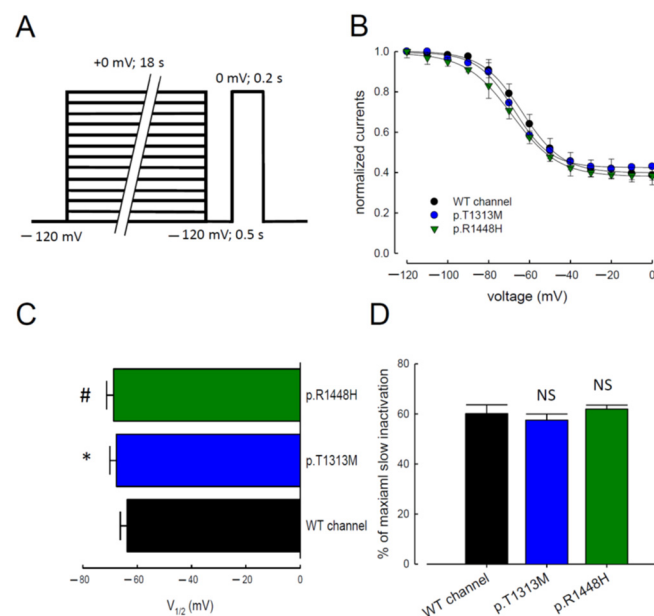 A
+0 mV; 18 s
0 mV; 0.2 s
−120 mV
−120 mV; 0.5 s
B
normalized currents
1.0
0.8
0.6
0.4
0.2
0.0
WT channel
p.T1313M
p.R1448H
−120 −100 −80 −60 −40 −20 0
voltage (mV)
C
#
p.R1448H
*
p.T1313M
WT channel
−80 −60 −40 −20 0
V1/2 (mV)
D
% of maxiaml slow inactivation
80
60
40
20
0
NS
NS
WT channel
p.T1313M
p.R1448H